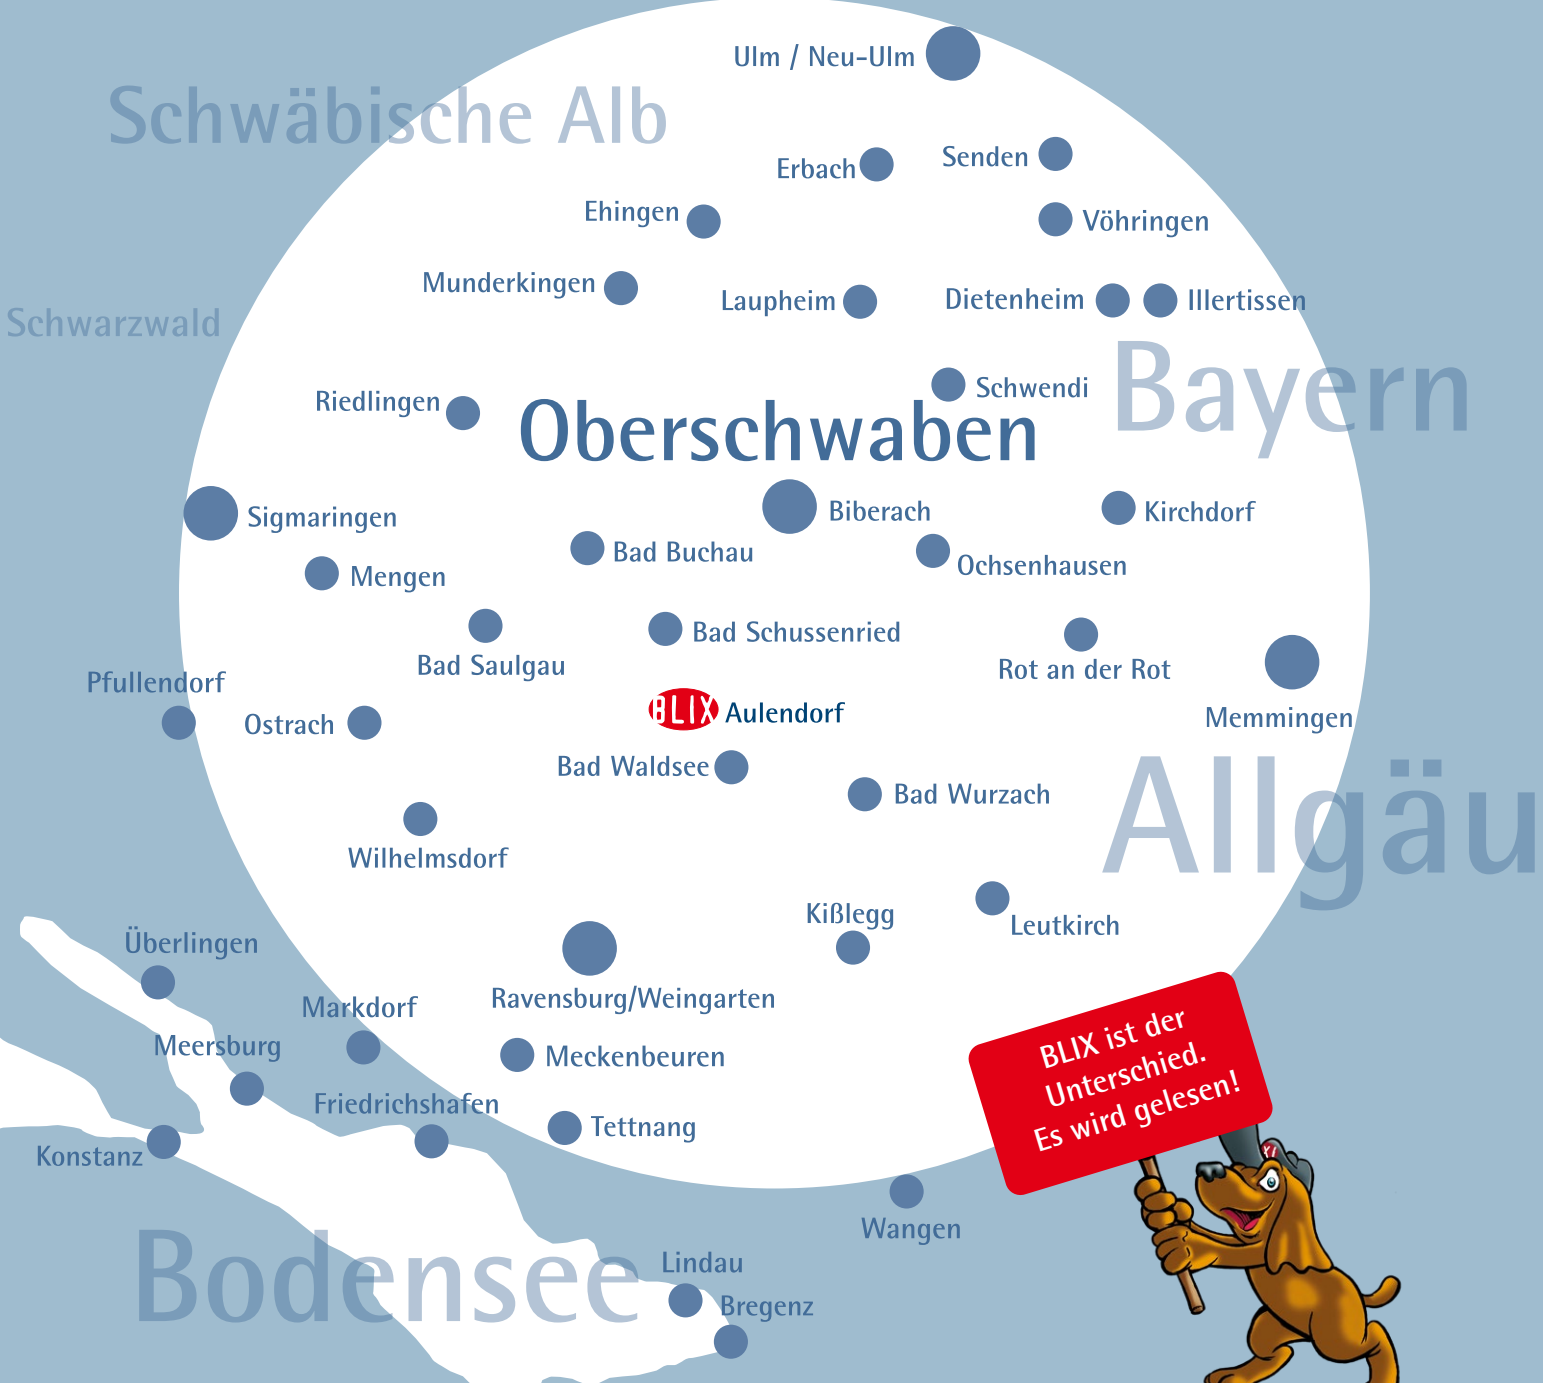 Ulm / Neu-Ulm
Schwäbische Alb
Erbach
Senden
Ehingen
Vöhringen
Munderkingen
Laupheim
Dietenheim
Illertissen
Schwarzwald
Bayern
Schwendi
Riedlingen
Oberschwaben
Sigmaringen
Biberach
Kirchdorf
Bad Buchau
Ochsenhausen
Mengen
Bad Schussenried
Bad Saulgau
Rot an der Rot
Pfullendorf
Ostrach
BLIX Aulendorf
Memmingen
Bad Waldsee
Bad Wurzach
Allgäu
Wilhelmsdorf
Kißlegg
Leutkirch
Überlingen
Ravensburg/Weingarten
Markdorf
Meersburg
Meckenbeuren
BLIX ist der
Unterschied.
Es wird gelesen!
Friedrichshafen
Tettnang
Konstanz
Wangen
Bodensee
Lindau
Bregenz